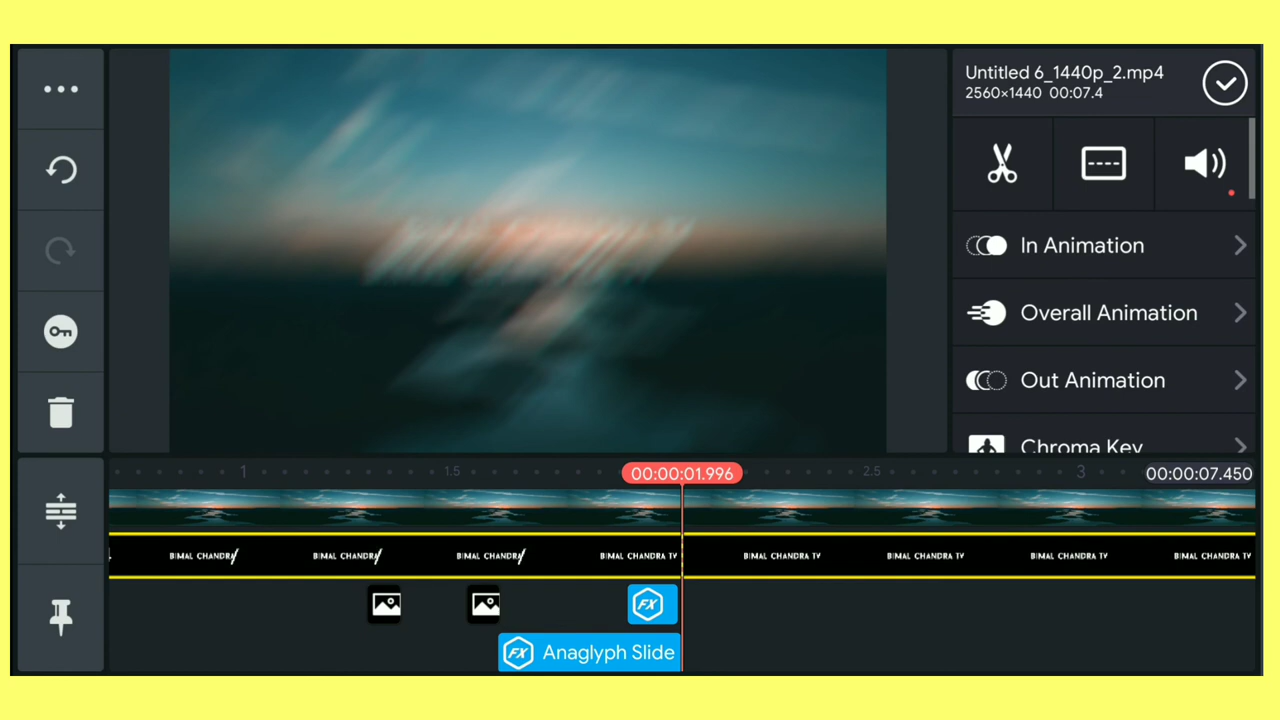 Untitled 6_1440p_2.mp4
2560×1440 00:07.4
In Animation
Overall Animation
Out Animation
Chroma Key
1
1.5
00:00:01.996
2.5
3
00:00:07.450
BIMAL CHANDRA
BIMAL CHANDRA
BIMAL CHANDRA
BIMAL CHANDRA TV
BIMAL CHANDRA TV
BIMAL CHANDRA TV
BIMAL CHANDRA TV
BIMAL CHANDRA TV
FX
FX Anaglyph Slide